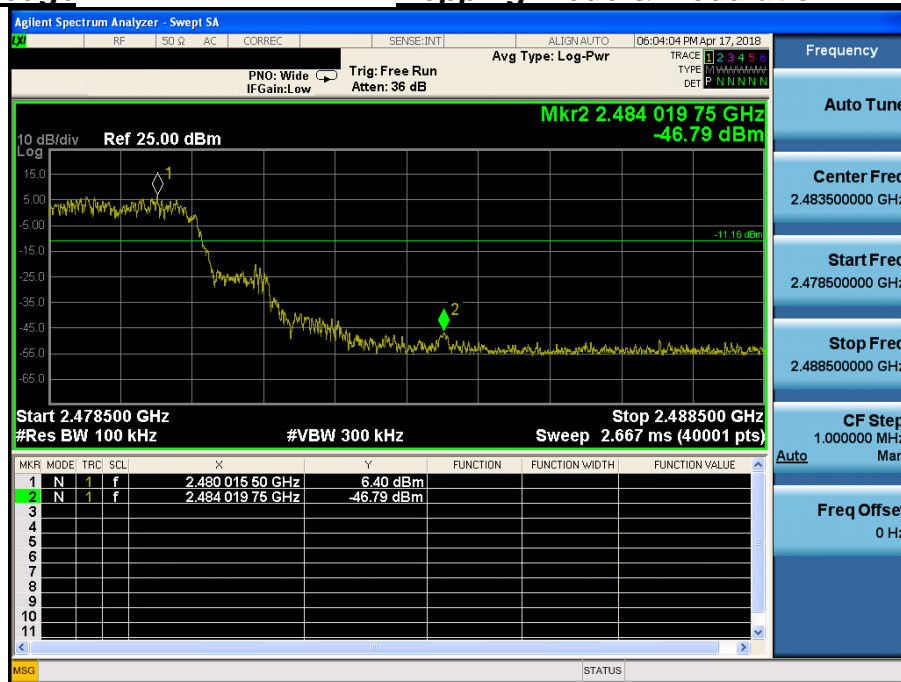 Agilent Spectrum Analyzer - Swept SA
LXI RF 50 Ω AC CORREC SENSE:INT ALIGN AUTO 06:04:04 PM Apr 17, 2018
PNO: Wide Trig: Free Run Avg Type: Log-Pwr TRACE 1 2 3 4 5 6
IFGain:Low Atten: 36 dB TYPE M WWWWW
DET P N N N N N
Mkr2 2.484 019 75 GHz
-46.79 dBm
10 dB/div Ref 25.00 dBm
Log
15.0
5.00
-5.00
-15.0
-25.0
-35.0
-45.0
-55.0
-65.0
1
2
-11.16 dBm
Start 2.478500 GHz Stop 2.488500 GHz
#Res BW 100 kHz #VBW 300 kHz Sweep 2.667 ms (40001 pts)
MKR MODE TRC SCL X Y FUNCTION FUNCTION WIDTH FUNCTION VALUE
1 N 1 f 2.480 015 50 GHz 6.40 dBm
2 N 1 f 2.484 019 75 GHz -46.79 dBm
3
4
5
6
7
8
9
10
11
MSG STATUS
Frequency
Auto Tune
Center Freq
2.483500000 GHz
Start Freq
2.478500000 GHz
Stop Freq
2.488500000 GHz
CF Step
1.000000 MHz
Auto Man
Freq Offset
0 Hz